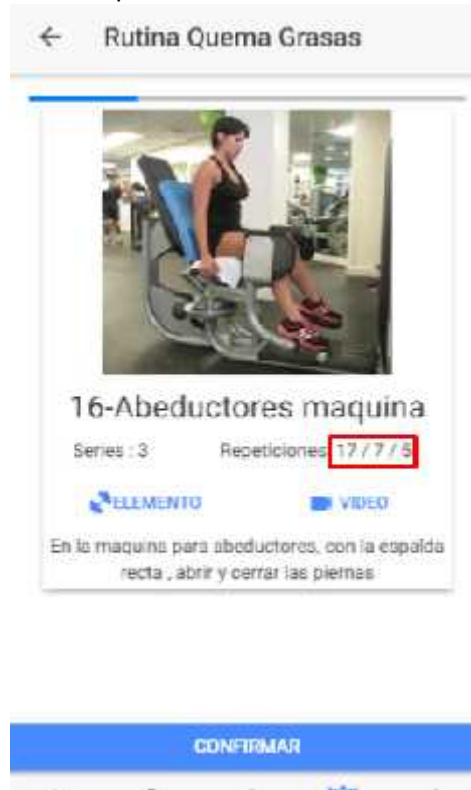 Rutina Quema Grasas
16-Abeductores maquina
Series : 3 Repeticiones 17 / 7 / 5
ELEMENTO VIDEO
En la maquina para abeductores, con la espalda
recta , abrir y cerrar las piernas
CONFIRMAR